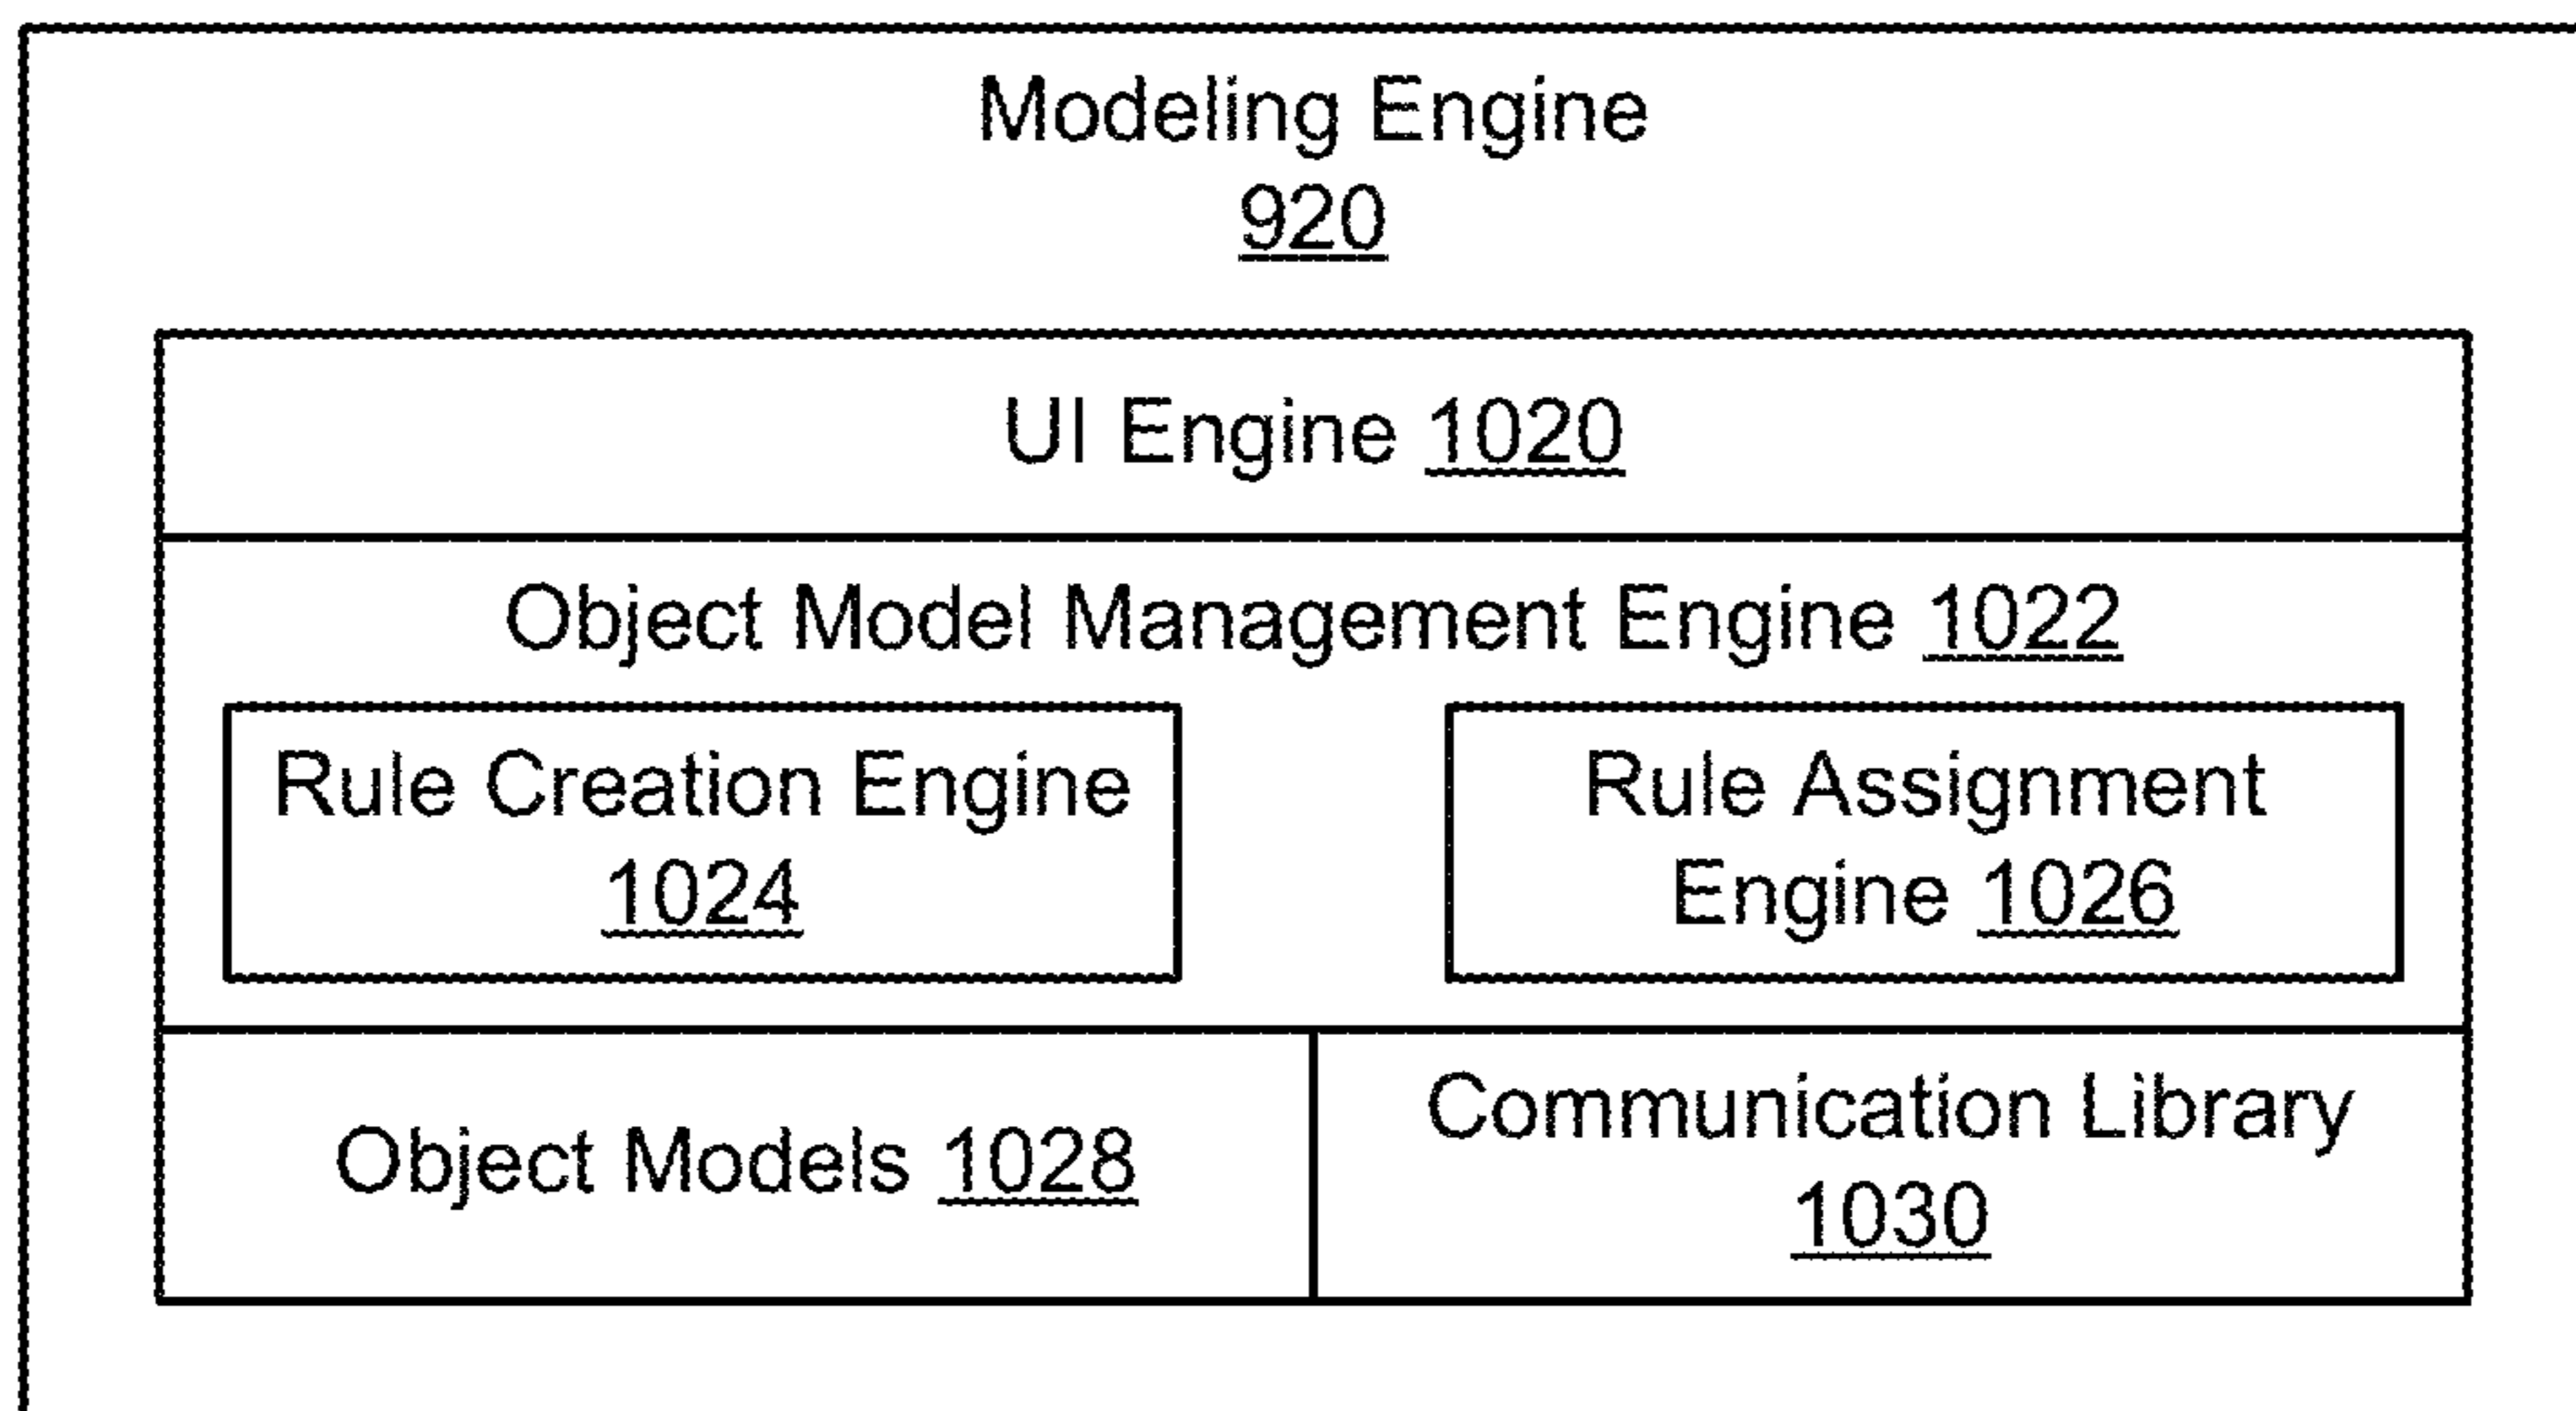 Modeling Engine
920
UI Engine 1020
Object Model Management Engine 1022
Rule Creation Engine
1024
Rule Assignment
Engine 1026
Object Models 1028
Communication Library
1030